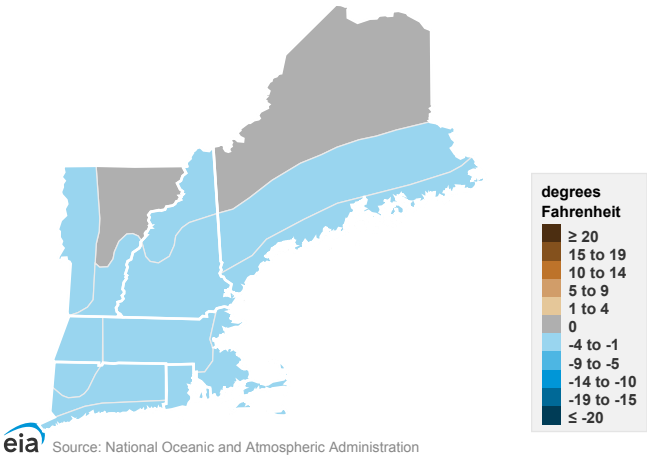 degrees
Fahrenheit
≥ 20
15 to 19
10 to 14
5 to 9
1 to 4
0
-4 to -1
-9 to -5
-14 to -10
-19 to -15
≤ -20
eia Source: National Oceanic and Atmospheric Administration